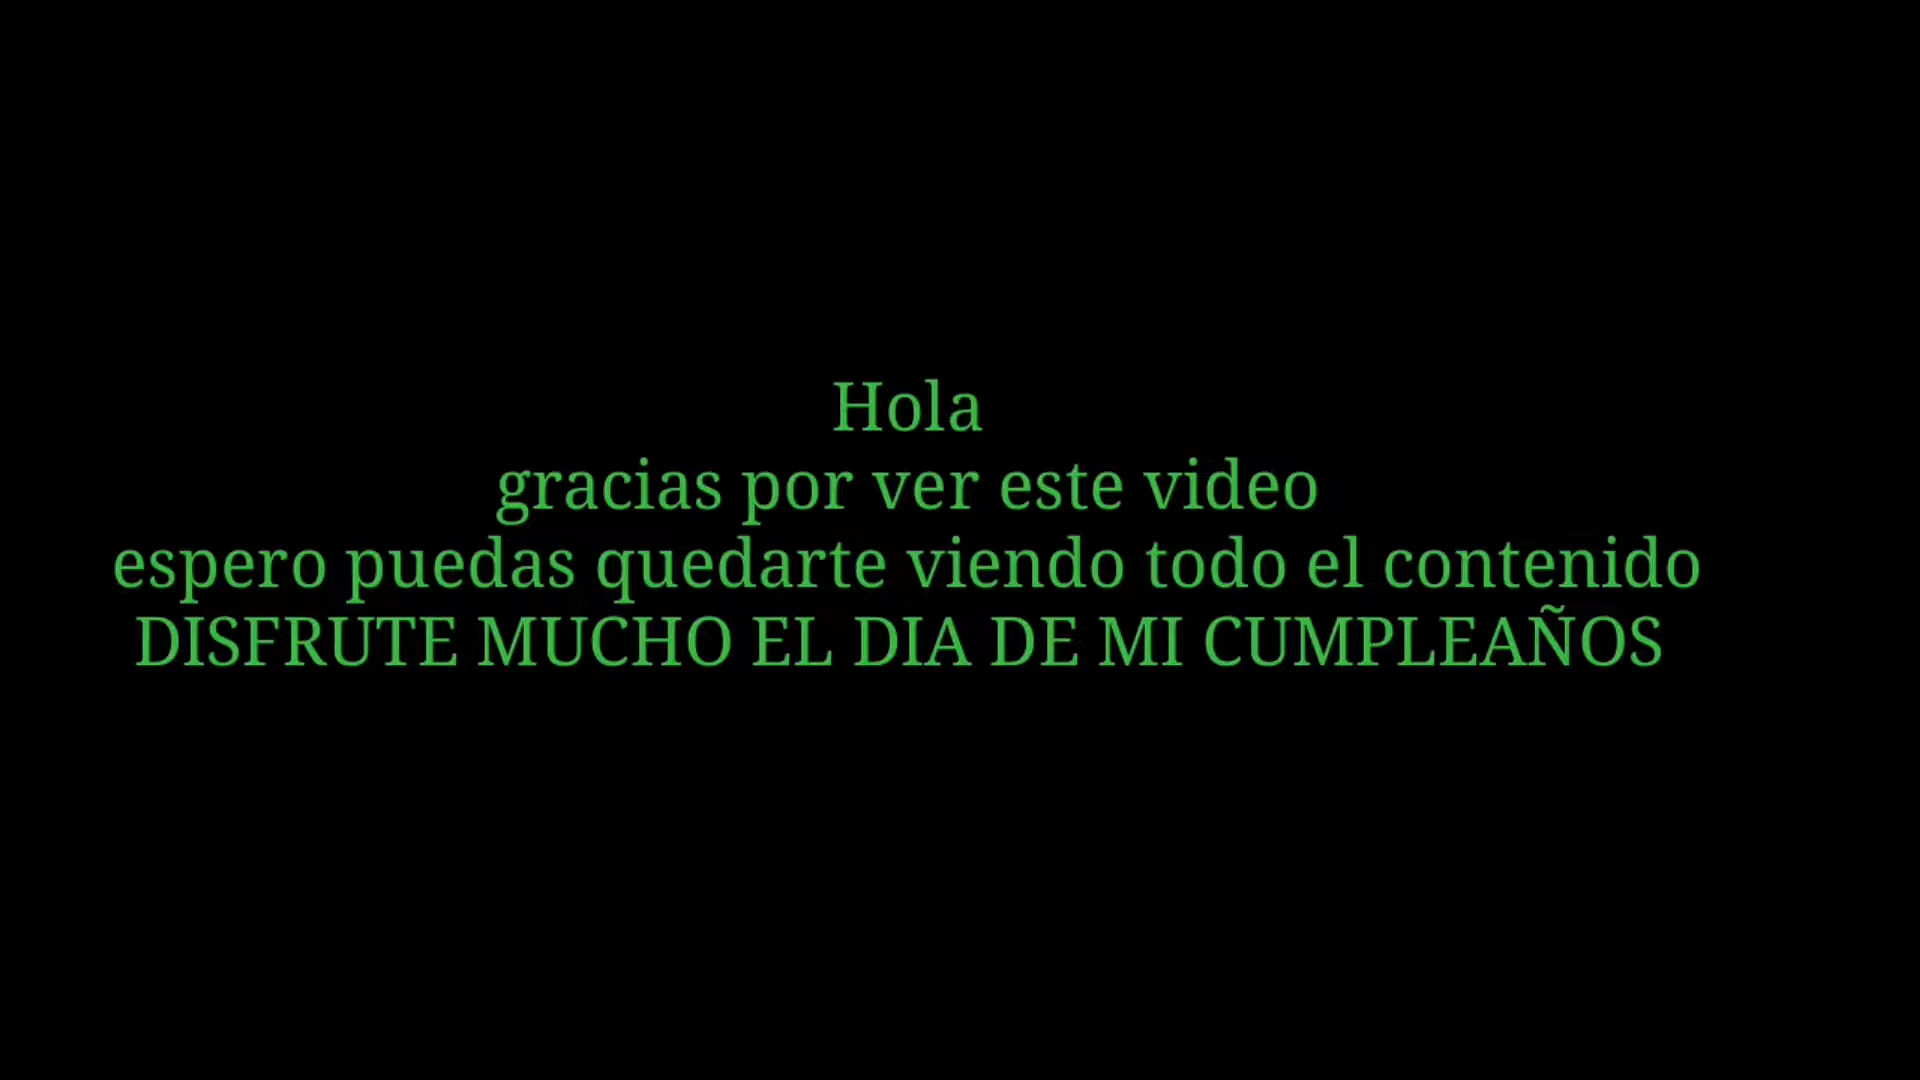 Hola
gracias por ver este video
espero puedas quedarte viendo todo el contenido
DISFRUTE MUCHO EL DIA DE MI CUMPLEAÑOS